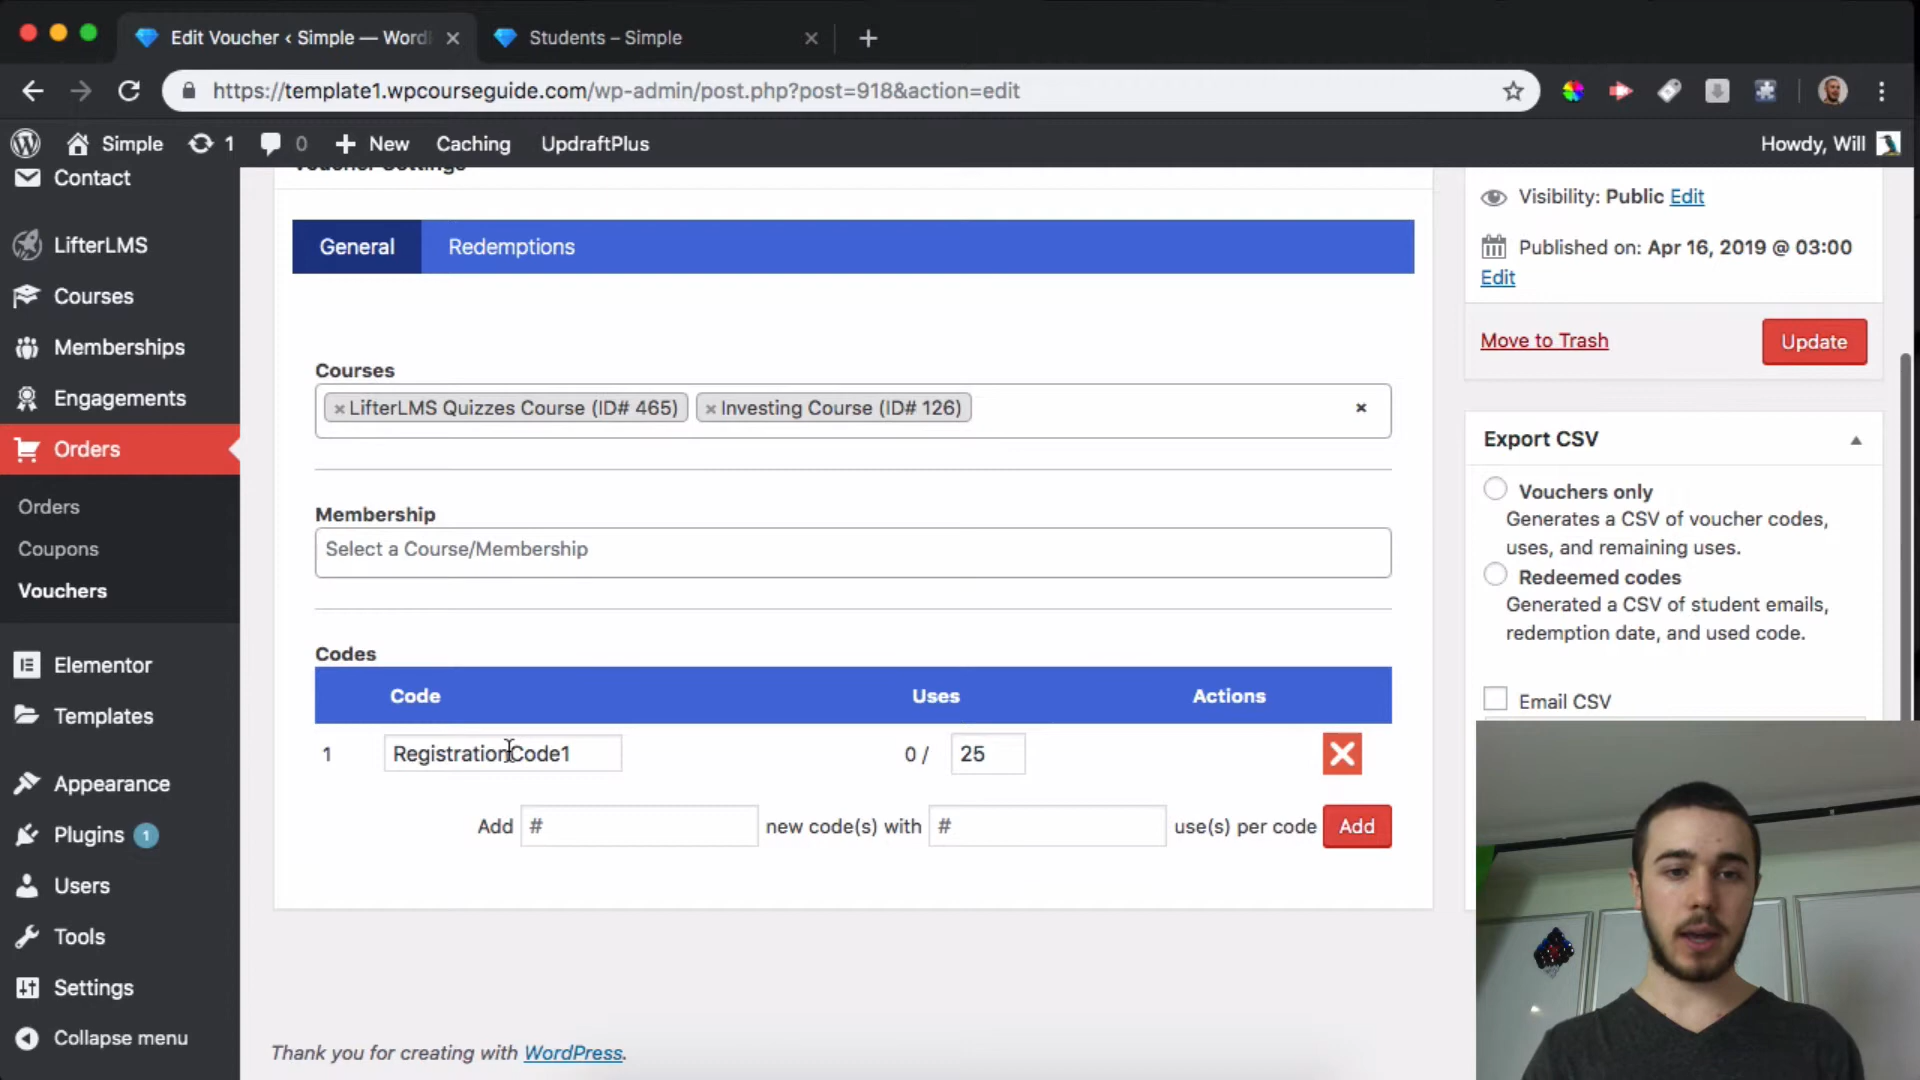 Edit Voucher ‹ Simple — Word
Students – Simple
https://template1.wpcourseguide.com/wp-admin/post.php?post=918&action=edit
Simple 1 0 New Caching UpdraftPlus Howdy, Will
Contact
LifterLMS
Courses
Memberships
Engagements
Orders
Orders
Coupons
Vouchers
Elementor
Templates
Appearance
Plugins 1
Users
Tools
Settings
Collapse menu
Voucher Settings
General Redemptions
Courses
× LifterLMS Quizzes Course (ID# 465) × Investing Course (ID# 126) ×
Membership
Select a Course/Membership
Codes
Code Uses Actions
1 RegistrationCode1 0 / 25
Add # new code(s) with # use(s) per code Add
Thank you for creating with WordPress.
Visibility: Public Edit
Published on: Apr 16, 2019 @ 03:00
Edit
Move to Trash Update
Export CSV
Vouchers only
Generates a CSV of voucher codes,
uses, and remaining uses.
Redeemed codes
Generated a CSV of student emails,
redemption date, and used code.
Email CSV